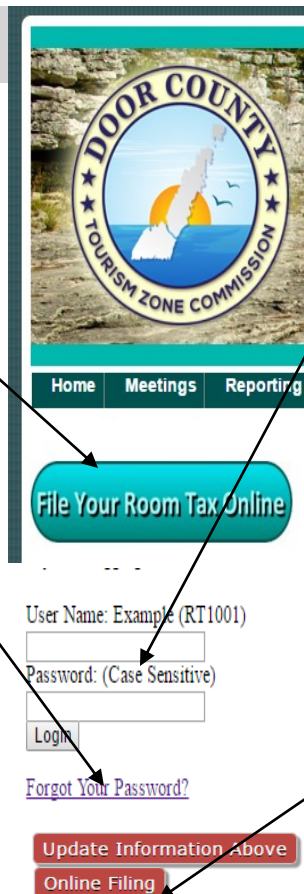 DOOR COUNTY
TOURISM ZONE COMMISSION
Home Meetings Reporting
File Your Room Tax Online
User Name: Example (RT1001)
Password: (Case Sensitive)
Login
Forgot Your Password?
Update Information Above
Online Filing